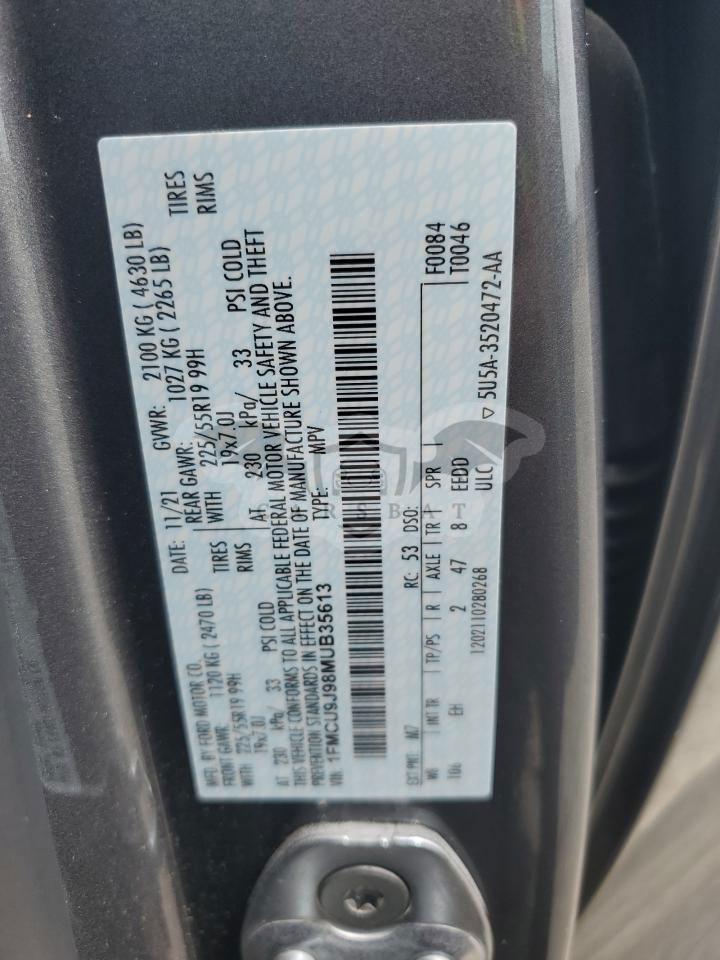 MFD. BY FORD MOTOR CO.
DATE: 11/21 GVWR: 2100 KG ( 4630 LB)
FRONT GAWR: 1120 KG ( 2470 LB) REAR GAWR: 1027 KG ( 2265 LB)
WITH 225/55R19 99H TIRES WITH 225/55R19 99H TIRES
19x7.0J RIMS 19x7.0J RIMS
AT 230 kPa/ 33 PSI COLD AT 230 kPa/ 33 PSI COLD
THIS VEHICLE CONFORMS TO ALL APPLICABLE FEDERAL MOTOR VEHICLE SAFETY AND THEFT
PREVENTION STANDARDS IN EFFECT ON THE DATE OF MANUFACTURE SHOWN ABOVE.
VIN: 1FMCU9J98MUB35613 TYPE: MPV
EXT PNT: M7 RC: 53 DSO: F0084
WB INT TR TP/PS R AXLE TR SPR T0046
106 EH 2 47 8 EEDD
1202110280268 ULC ▽ 5U5A-3520472-AA